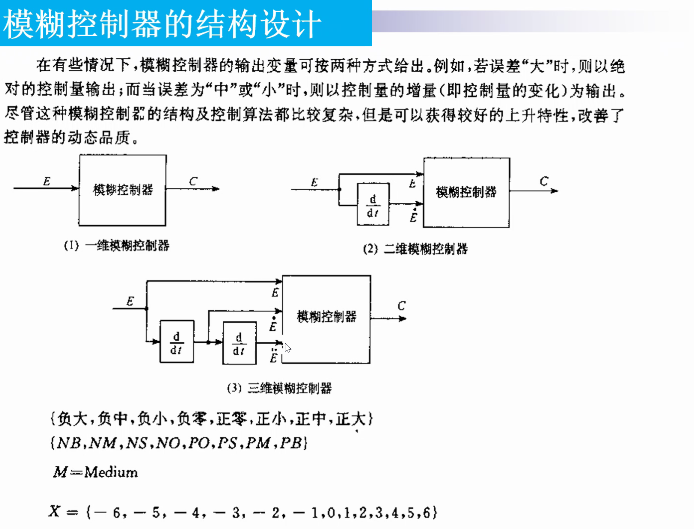 模糊控制器的结构设计
在有些情况下,模糊控制器的输出变量可按两种方式给出。例如,若误差“大”时,则以绝
对的控制量输出;而当误差为“中”或“小”时,则以控制量的增量(即控制量的变化)为输出。
尽管这种模糊控制器的结构及控制算法都比较复杂,但是可以获得较好的上升特性,改善了
控制器的动态品质。
E 模糊控制器 C
(1) 一维模糊控制器
E d/dt E Ė 模糊控制器 C
(2) 二维模糊控制器
E d/dt d/dt E Ė Ë 模糊控制器 C
(3) 三维模糊控制器
{负大,负中,负小,负零,正零,正小,正中,正大}
{NB,NM,NS,NO,PO,PS,PM,PB}
M=Medium
X = {— 6, — 5, — 4, — 3, — 2, — 1,0,1,2,3,4,5,6}